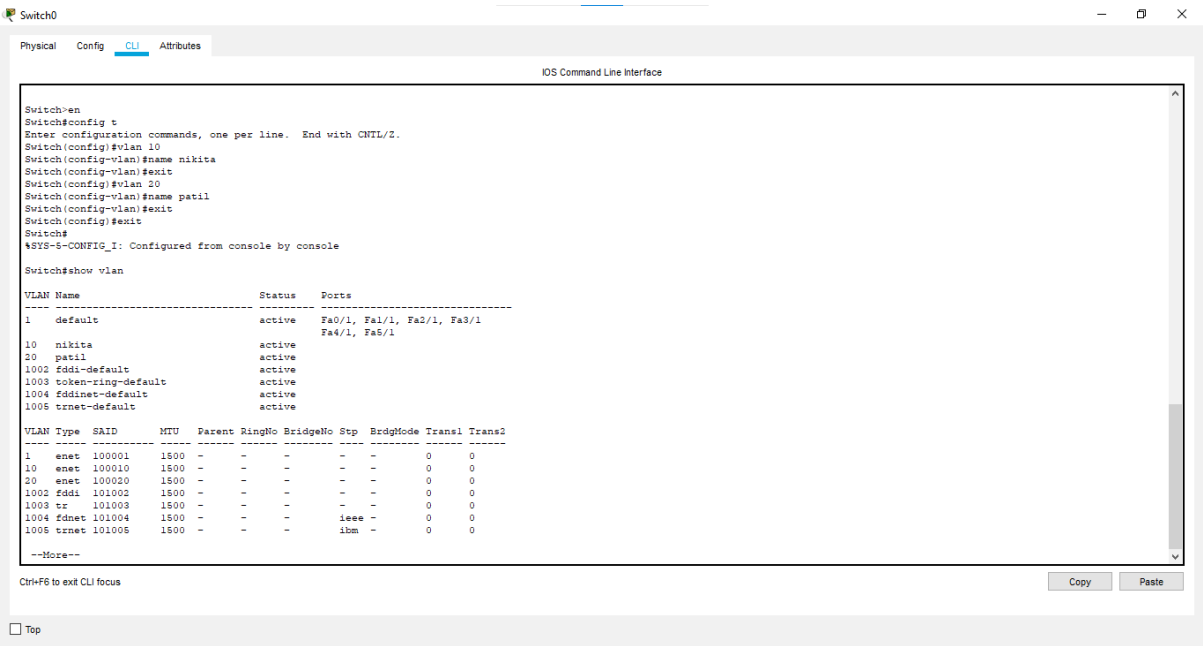 Switch0
Physical Config CLI Attributes
IOS Command Line Interface
Switch>en
Switch#config t
Enter configuration commands, one per line.  End with CNTL/Z.
Switch(config)#vlan 10
Switch(config-vlan)#name nikita
Switch(config-vlan)#exit
Switch(config)#vlan 20
Switch(config-vlan)#name patil
Switch(config-vlan)#exit
Switch(config)#exit
Switch#
%SYS-5-CONFIG_I: Configured from console by console
Switch#show vlan
VLAN Name                             Status    Ports
---- -------------------------------- --------- -------------------------------
1    default                          active    Fa0/1, Fa1/1, Fa2/1, Fa3/1
                                                Fa4/1, Fa5/1
10   nikita                           active
20   patil                            active
1002 fddi-default                     active
1003 token-ring-default               active
1004 fddinet-default                  active
1005 trnet-default                    active
VLAN Type  SAID       MTU   Parent RingNo BridgeNo Stp  BrdgMode Trans1 Trans2
---- ----- ---------- ----- ------ ------ -------- ---- -------- ------ ------
1    enet  100001     1500  -      -      -        -    -        0      0
10   enet  100010     1500  -      -      -        -    -        0      0
20   enet  100020     1500  -      -      -        -    -        0      0
1002 fddi  101002     1500  -      -      -        -    -        0      0
1003 tr    101003     1500  -      -      -        -    -        0      0
1004 fdnet 101004     1500  -      -      -        ieee -        0      0
1005 trnet 101005     1500  -      -      -        ibm  -        0      0
--More--
Ctrl+F6 to exit CLI focus
Copy Paste
Top